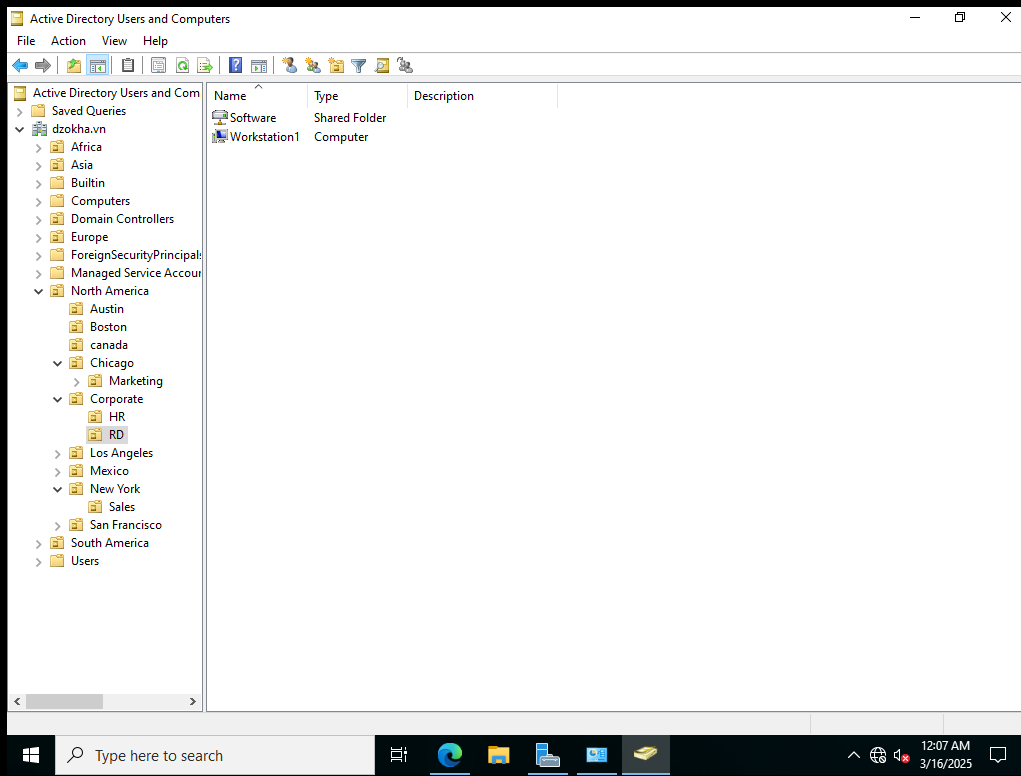 Active Directory Users and Computers
File Action View Help
Active Directory Users and Com
Saved Queries
dzokha.vn
Africa
Asia
Builtin
Computers
Domain Controllers
Europe
ForeignSecurityPrincipals
Managed Service Accour
North America
Austin
Boston
canada
Chicago
Marketing
Corporate
HR
RD
Los Angeles
Mexico
New York
Sales
San Francisco
South America
Users
Name Type Description
Software Shared Folder
Workstation1 Computer
Type here to search
12:07 AM
3/16/2025